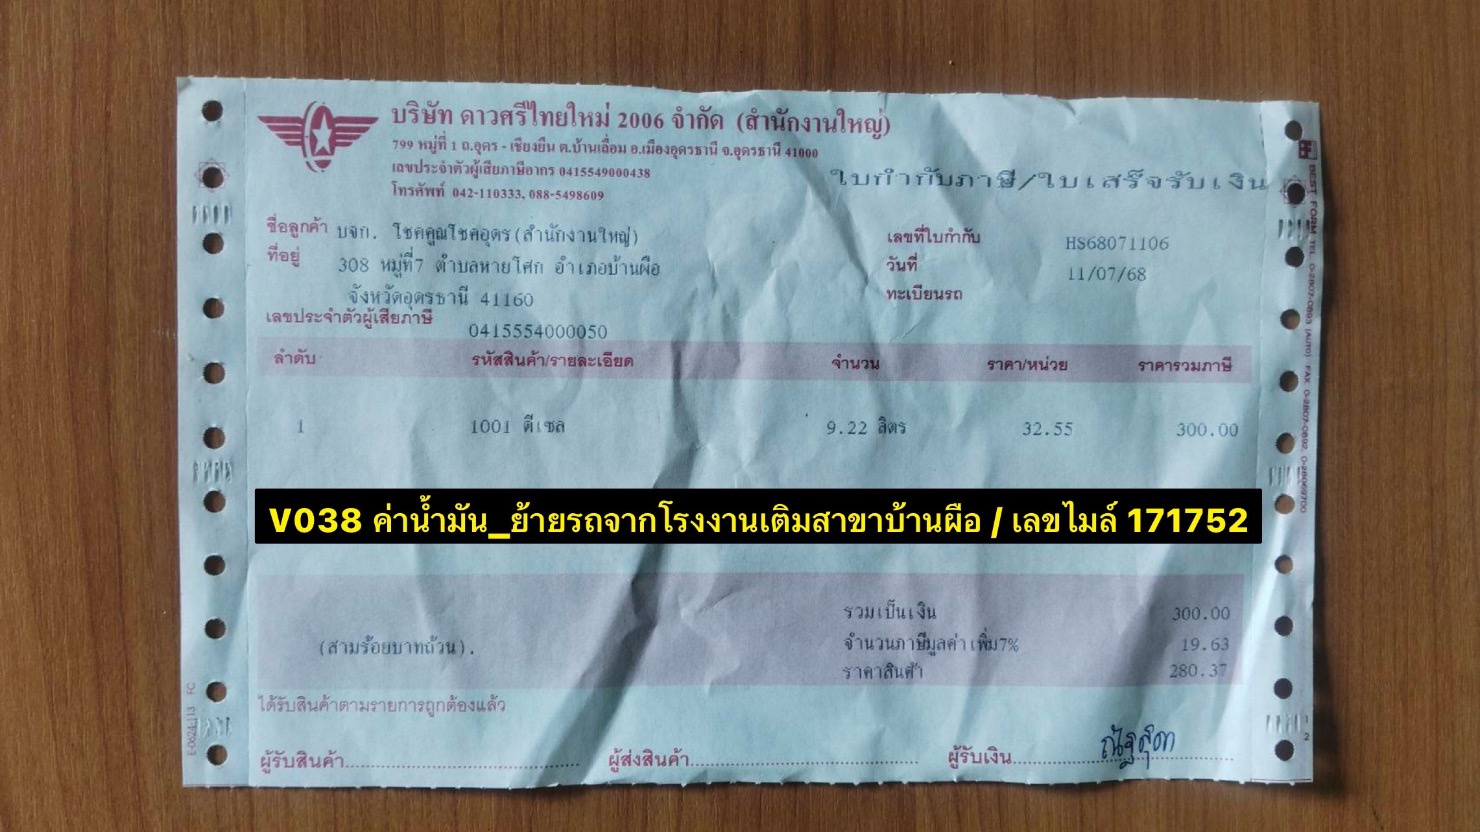 บริษัท ดาวศรีไทยใหม่ 2006 จำกัด (สำนักงานใหญ่)
799 หมู่ที่ 1 ถ.อุดร - เชียงยืน ต.บ้านเลื่อม อ.เมืองอุดรธานี จ.อุดรธานี 41000
เลขประจำตัวผู้เสียภาษีอากร 0415549000438
โทรศัพท์ 042-110333, 088-5498609
ใบกำกับภาษี/ใบเสร็จรับเงิน
ชื่อลูกค้า บจก. โชคคูณโชคอุดร(สำนักงานใหญ่)
ที่อยู่ 308 หมู่ที่7 ตำบลหายโศก อำเภอบ้านผือ
จังหวัดอุดรธานี 41160
เลขประจำตัวผู้เสียภาษี 0415554000050
เลขที่ใบกำกับ HS68071106
วันที่ 11/07/68
ทะเบียนรถ
ลำดับ รหัสสินค้า/รายละเอียด จำนวน ราคา/หน่วย ราคารวมภาษี
1 1001 ดีเซล 9.22 ลิตร 32.55 300.00
V038 ค่าน้ำมัน_ย้ายรถจากโรงงานเติมสาขาบ้านผือ / เลขไมล์ 171752
รวมเป็นเงิน 300.00
(สามร้อยบาทถ้วน). จำนวนภาษีมูลค่าเพิ่ม7% 19.63
ราคาสินค้า 280.37
ได้รับสินค้าตามรายการถูกต้องแล้ว
ผู้รับสินค้า ผู้ส่งสินค้า ผู้รับเงิน
2